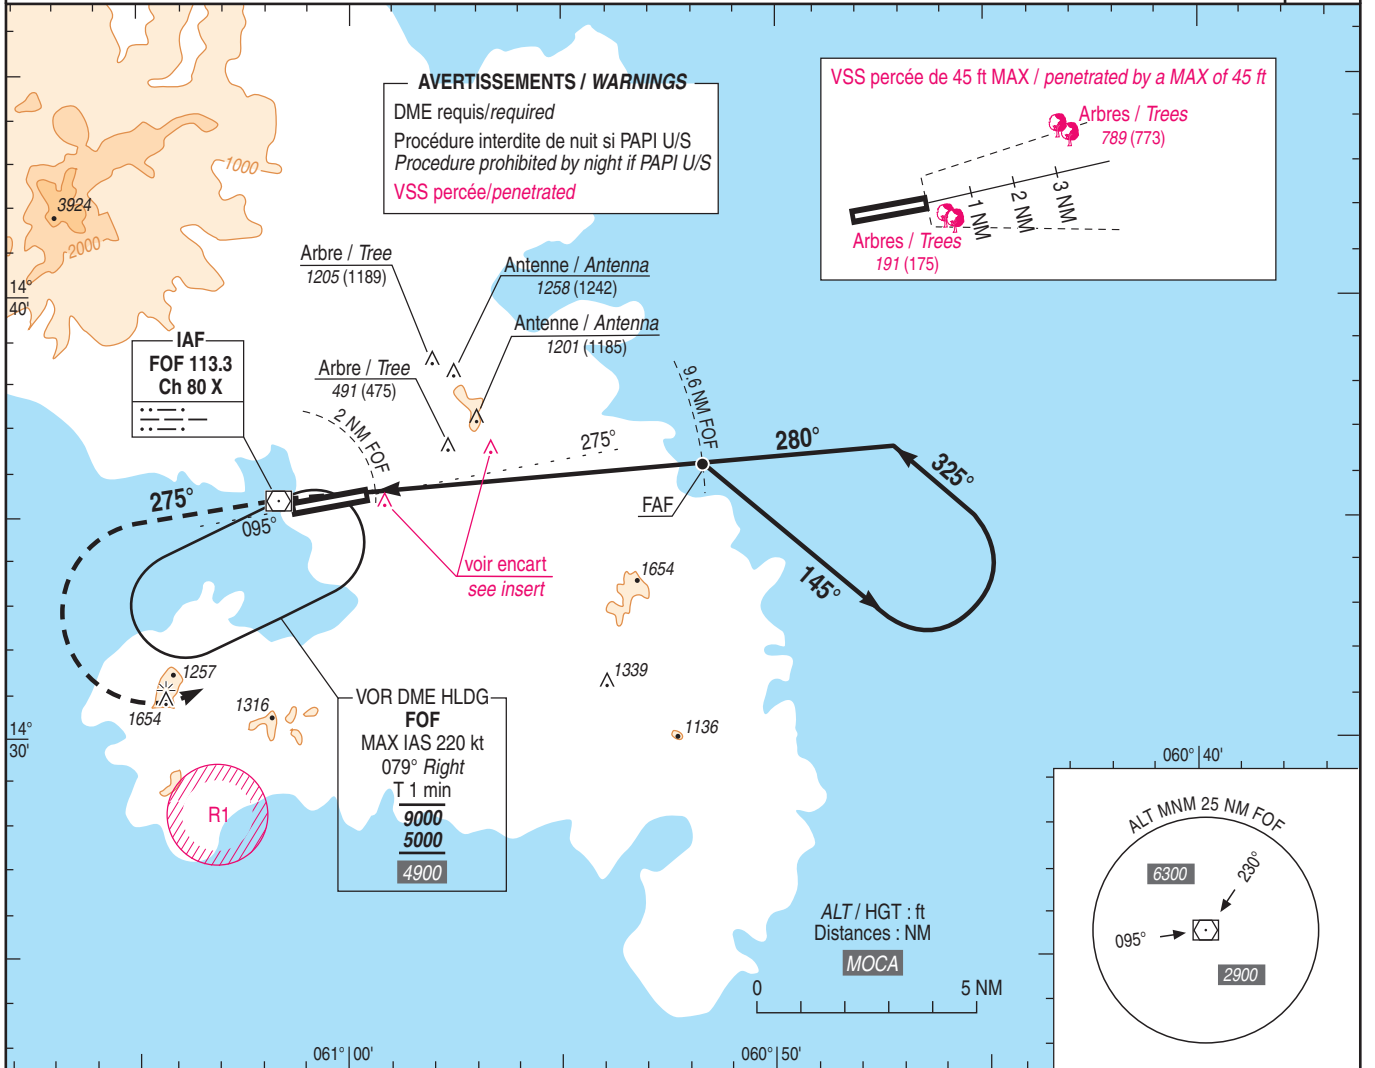 AVERTISSEMENTS / WARNINGS
DME requis/required
Procédure interdite de nuit si PAPI U/S
Procedure prohibited by night if PAPI U/S
VSS percée/penetrated
VSS percée de 45 ft MAX / penetrated by a MAX of 45 ft
Arbres / Trees
789 (773)
1 NM
2 NM
3 NM
Arbres / Trees
191 (175)
1000
3924
2000
14°
40'
Arbre / Tree
1205 (1189)
Antenne / Antenna
1258 (1242)
Antenne / Antenna
1201 (1185)
Arbre / Tree
491 (475)
IAF
FOF 113.3
Ch 80 X
2 NM FOF
9.6 NM FOF
275°
280°
325°
145°
FAF
275°
095°
voir encart
see insert
1654
1339
1136
1257
1654
1316
R1
VOR DME HLDG
FOF
MAX IAS 220 kt
079° Right
T 1 min
9000
5000
4900
14°
30'
ALT / HGT : ft
Distances : NM
MOCA
0
5 NM
060° 40'
ALT MNM 25 NM FOF
6300
230°
095°
2900
061° 00'
060° 50'